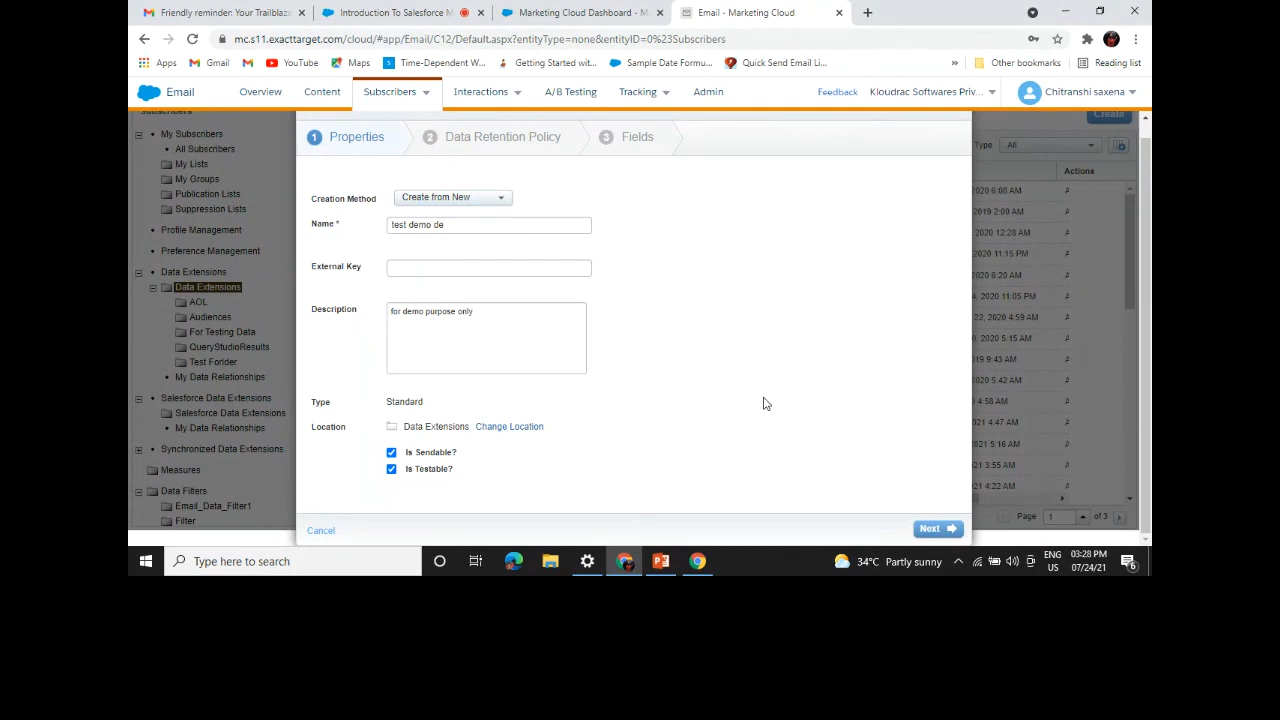 Friendly reminden Your Trailblaze
Introduction To Salesforce M
Marketing Cloud Dashboard - M
Email - Marketing Cloud
mc.s11.exacttarget.com/cloud/#app/Email/C12/Default.aspx?entityType=none&entityID=0%23Subscribers
Apps
Gmail
YouTube
Maps
Time-Dependent W...
Getting Started wit...
Sample Date Formu...
Quick Send Email Li...
»
Other bookmarks
Reading list
Email
Overview
Content
Subscribers
Interactions
A/B Testing
Tracking
Admin
Feedback
Kloudrac Softwares Priv...
Chitranshi saxena
Subscribers
My Subscribers
All Subscribers
My Lists
My Groups
Publication Lists
Suppression Lists
Profile Management
Preference Management
Data Extensions
Data Extensions
AOL
Audiences
For Testing Data
QueryStudioResults
Test Forlder
My Data Relationships
Salesforce Data Extensions
Salesforce Data Extensions
My Data Relationships
Synchronized Data Extensions
Measures
Data Filters
Email_Data_Filter1
Filter
1 Properties
2 Data Retention Policy
3 Fields
Creation Method
Create from New
Name *
test demo de
External Key
Description
for demo purpose only
Type
Standard
Location
Data Extensions
Change Location
Is Sendable?
Is Testable?
Cancel
Next
Create
Type
All
Actions
2020 6:08 AM
2019 2:00 AM
, 2020 12:28 AM
2020 11:15 PM
2020 6:20 AM
4, 2020 11:05 PM
22, 2020 4:59 AM
0, 2020 5:15 AM
2019 9:43 AM
2020 5:42 AM
4:58 AM
021 4:47 AM
021 5:16 AM
21 3:55 AM
021 4:22 AM
Page
1
of 3
Type here to search
34°C Partly sunny
ENG
US
03:28 PM
07/24/21
6